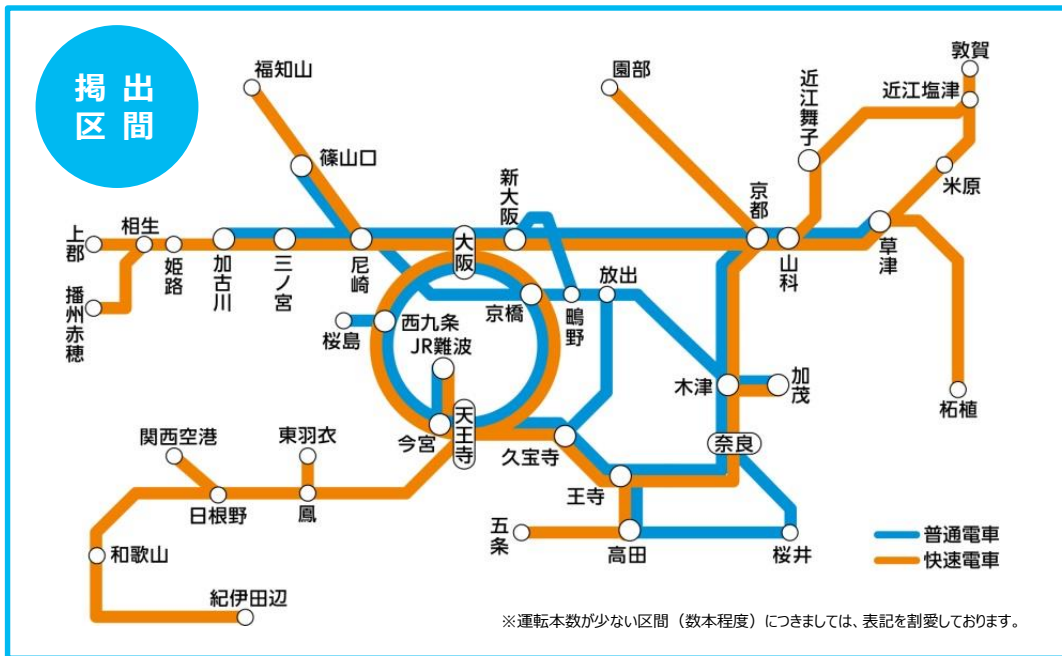 掲出
区間
福知山
園部
敦賀
近江塩津
近江舞子
篠山口
新大阪
京都
米原
上郡
相生
姫路
加古川
三ノ宮
尼崎
大阪
山科
草津
播州赤穂
放出
京橋
鴫野
桜島
西九条
JR難波
木津
加茂
柘植
今宮
天王寺
久宝寺
奈良
関西空港
東羽衣
王寺
日根野
鳳
五条
高田
桜井
普通電車
快速電車
和歌山
紀伊田辺
※運転本数が少ない区間（数本程度）につきましては、表記を割愛しております。